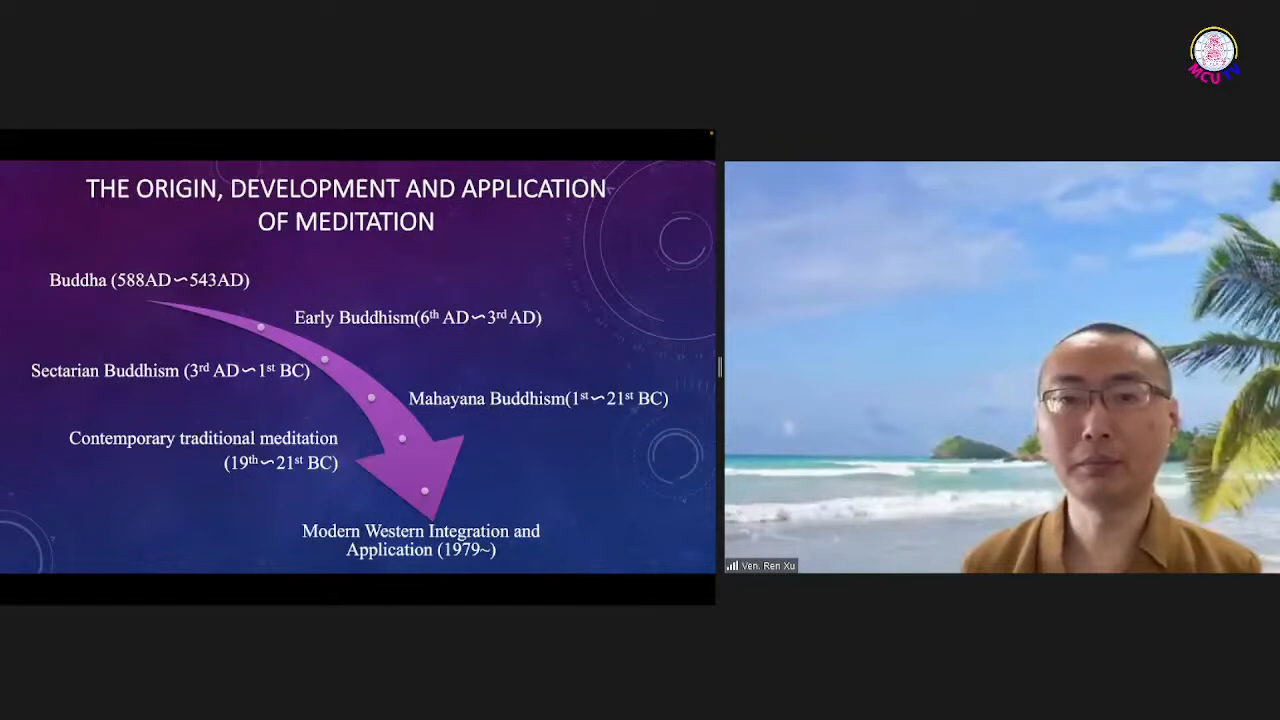 MCU TV
THE ORIGIN, DEVELOPMENT AND APPLICATION
OF MEDITATION
Buddha (588AD～543AD)
Early Buddhism(6th AD～3rd AD)
Sectarian Buddhism (3rd AD～1st BC)
Mahayana Buddhism(1st～21st BC)
Contemporary traditional meditation
(19th～21st BC)
Modern Western Integration and
Application (1979~)
Ven. Ren Xu